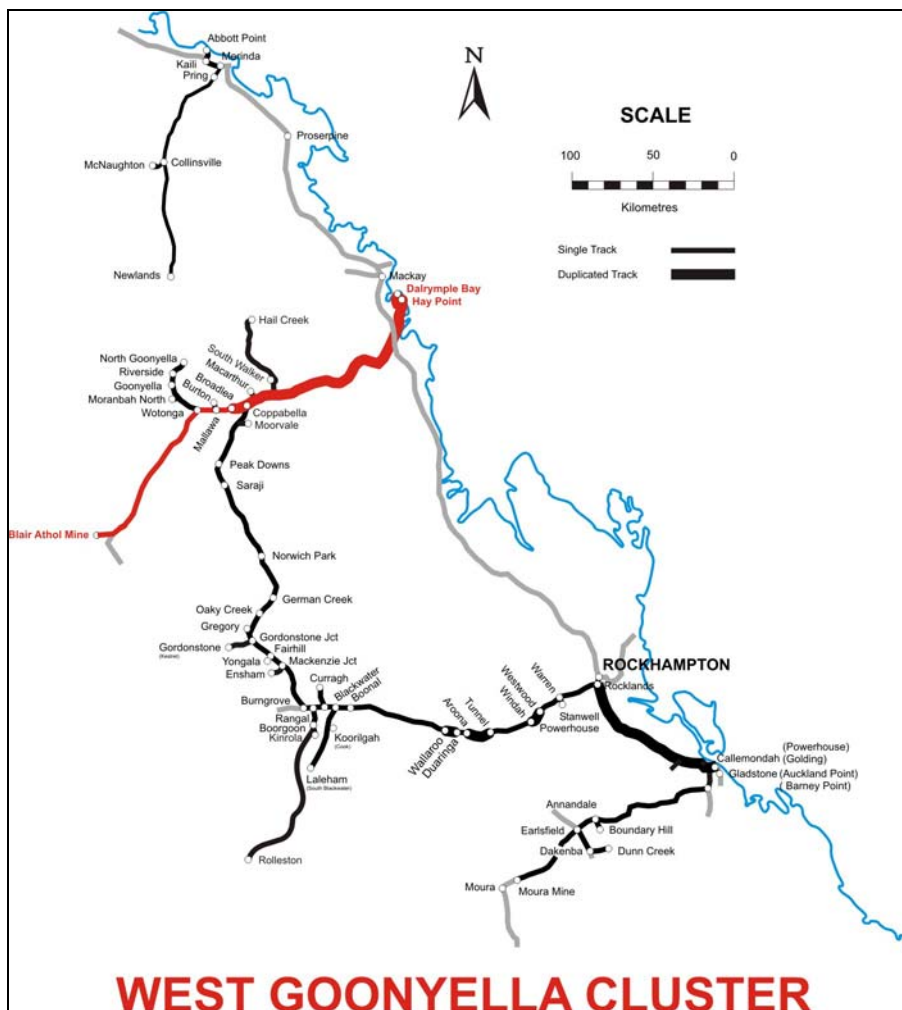 Abbott Point
Kaili
Morinda
Pring
N
SCALE
100
50
0
Kilometres
Single Track
Duplicated Track
Proserpine
McNaughton
Collinsville
Newlands
Mackay
Dalrymple Bay
Hay Point
Hail Creek
North Goonyella
Riverside
Goonyella
Moranbah North
Wotonga
South Walker
Macarthur
Broadlea
Burton
Mallawa
Coppabella
Moorvale
Peak Downs
Saraji
Blair Athol Mine
Norwich Park
German Creek
Oaky Creek
Gregory
Gordonstone Jct
Gordonstone
(Kestrel)
Fairhill
Yongala
Mackenzie Jct
Ensham
Curragh
Blackwater
Boonal
Burngrove
Rangal
Boorgoon
Kinrola
Koorilgah
(Cook)
Laleham
(South Blackwater)
Rolleston
Wallaroo
Duaringa
Aroona
Tunnel
Windah
Westwood
Warren
Stanwell
Powerhouse
ROCKHAMPTON
Rocklands
Callemondah
(Powerhouse)
(Golding)
Gladstone
(Auckland Point)
( Barney Point)
Annandale
Earlsfield
Boundary Hill
Dakenba
Dunn Creek
Moura
Moura Mine
WEST GOONYELLA CLUSTER